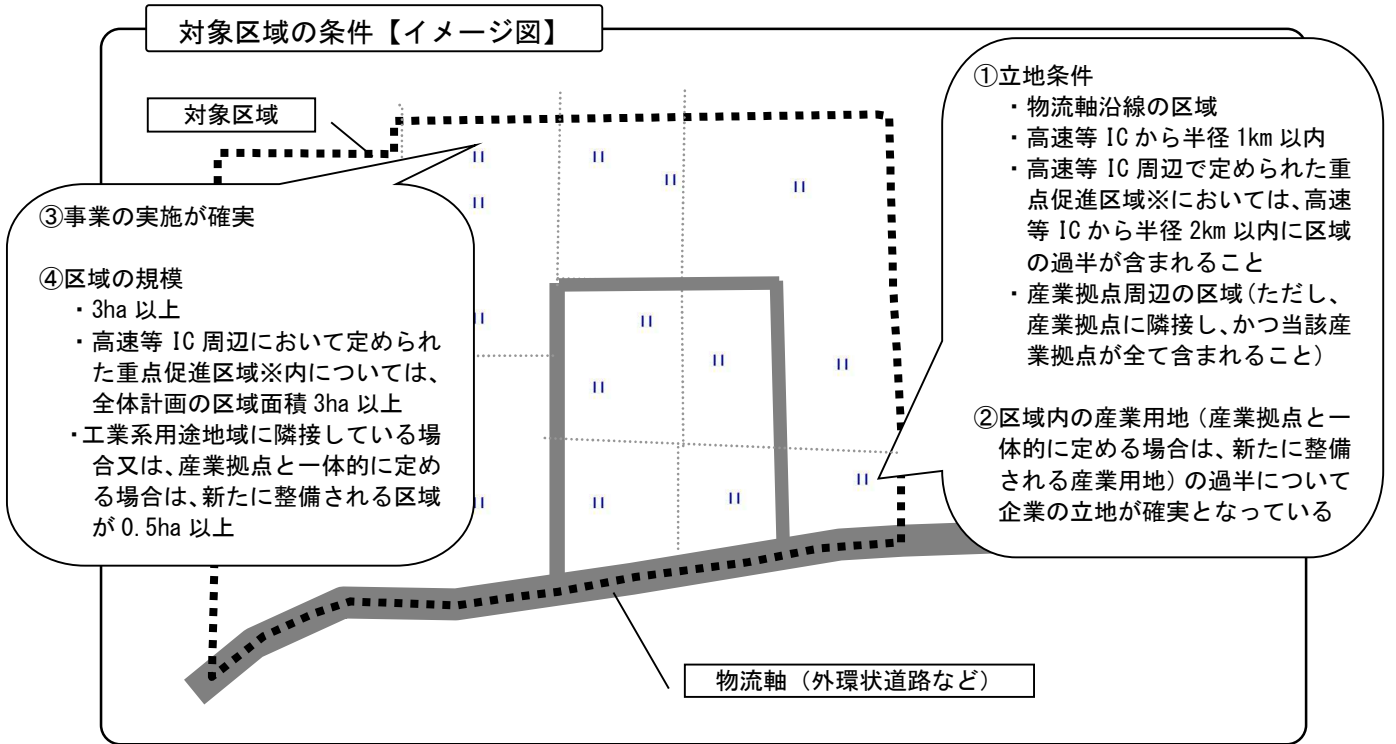 対象区域の条件【イメージ図】
対象区域
①立地条件
・物流軸沿線の区域
・高速等 IC から半径 1km 以内
・高速等 IC 周辺で定められた重
点促進区域※においては、高速
等 IC から半径 2km 以内に区域
の過半が含まれること
・産業拠点周辺の区域(ただし、
産業拠点に隣接し、かつ当該産
業拠点が全て含まれること)
②区域内の産業用地(産業拠点と一
体的に定める場合は、新たに整備
される産業用地)の過半について
企業の立地が確実となっている
③事業の実施が確実
④区域の規模
・3ha 以上
・高速等 IC 周辺において定められ
た重点促進区域※内については、
全体計画の区域面積 3ha 以上
・工業系用途地域に隣接している場
合又は、産業拠点と一体的に定め
る場合は、新たに整備される区域
が 0.5ha 以上
物流軸(外環状道路など)